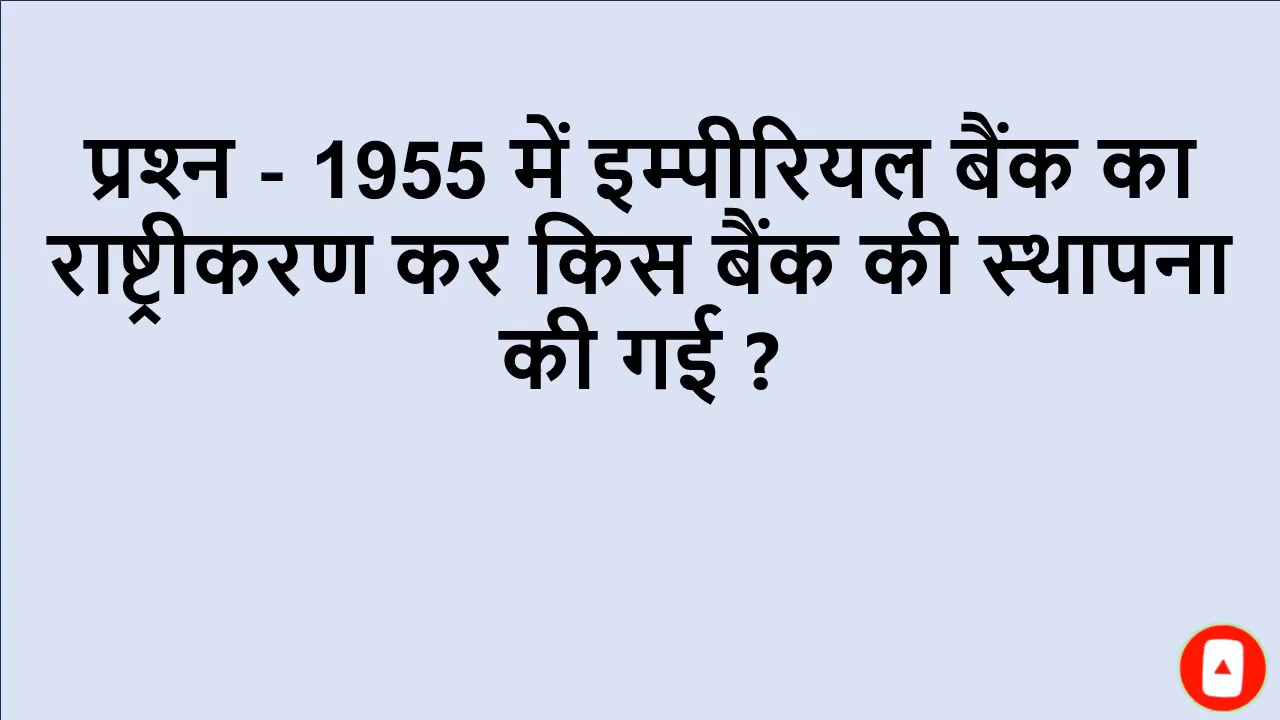 प्रश्न - 1955 में इम्पीरियल बैंक का
राष्ट्रीकरण कर किस बैंक की स्थापना
की गई ?